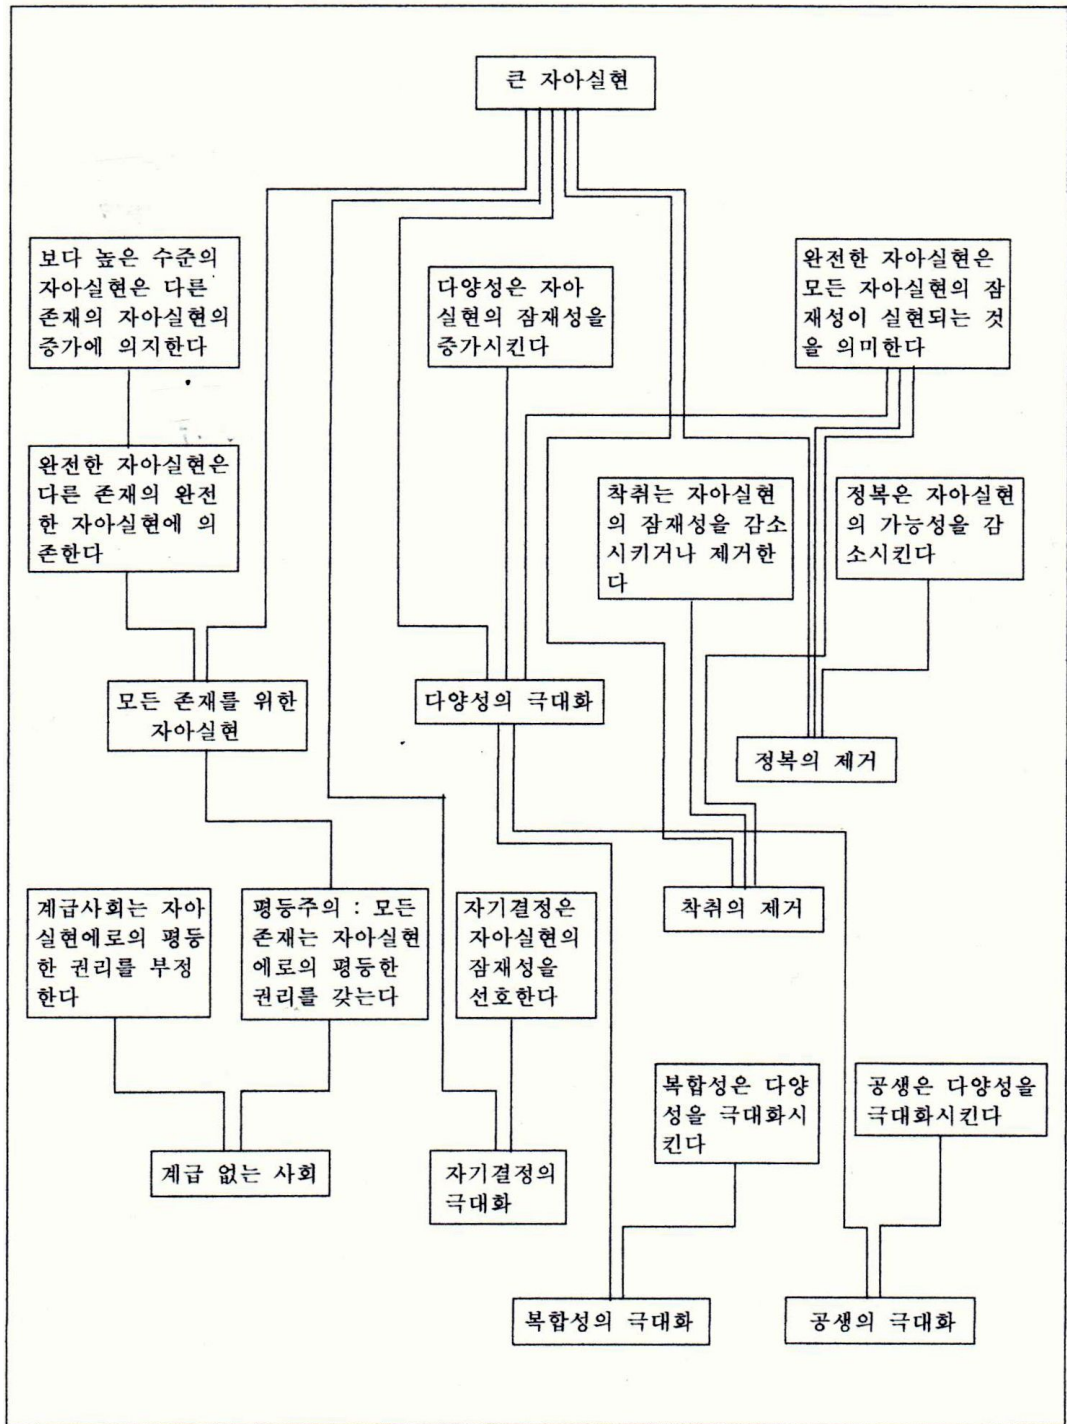 큰 자아실현
보다 높은 수준의
자아실현은 다른
존재의 자아실현의
증가에 의지한다
다양성은 자아
실현의 잠재성을
증가시킨다
완전한 자아실현은
모든 자아실현의 잠
재성이 실현되는 것
을 의미한다
완전한 자아실현은
다른 존재의 완전
한 자아실현에 의
존한다
착취는 자아실현
의 잠재성을 감소
시키거나 제거한
다
정복은 자아실현
의 가능성을 감
소시킨다
모든 존재를 위한
자아실현
다양성의 극대화
정복의 제거
계급사회는 자아
실현에로의 평등
한 권리를 부정
한다
평등주의 : 모든
존재는 자아실현
에로의 평등한
권리를 갖는다
자기결정은
자아실현의
잠재성을
선호한다
착취의 제거
복합성은 다양
성을 극대화시
킨다
공생은 다양성을
극대화시킨다
계급 없는 사회
자기결정의
극대화
복합성의 극대화
공생의 극대화